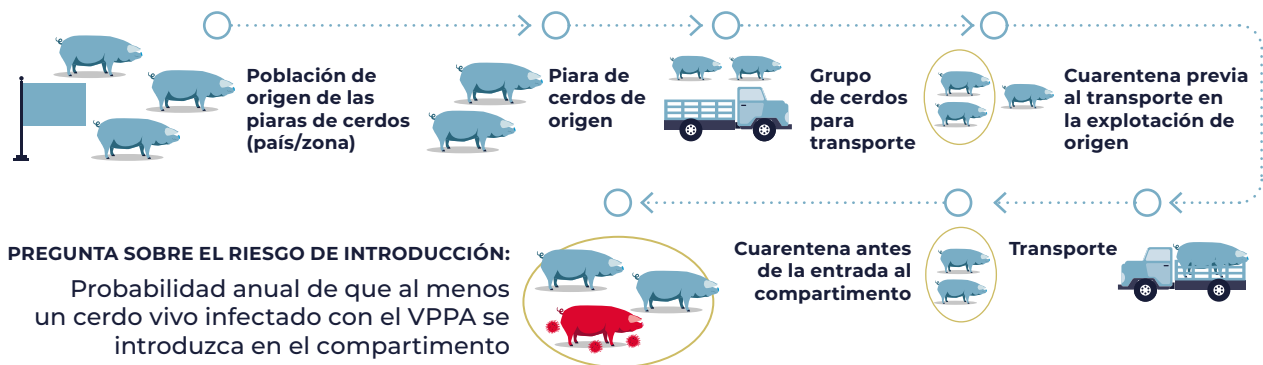 Población de
origen de las
piaras de cerdos
(país/zona)
Piara de
cerdos de
origen
Grupo
de cerdos
para
transporte
Cuarentena previa
al transporte en
la explotación de
origen
Transporte
Cuarentena antes
de la entrada al
compartimento
PREGUNTA SOBRE EL RIESGO DE INTRODUCCIÓN:
Probabilidad anual de que al menos
un cerdo vivo infectado con el VPPA se
introduzca en el compartimento